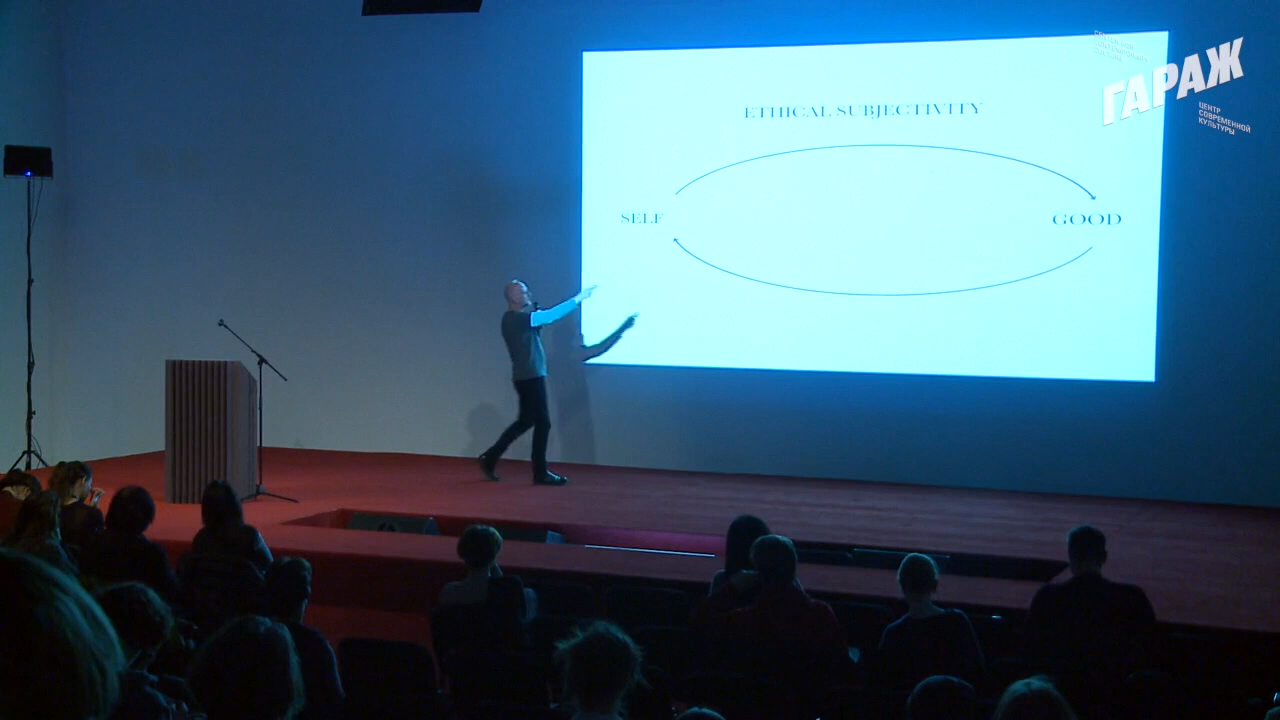 ETHICAL SUBJECTIVITY
SELF
GOOD
ГАРАЖ
ЦЕНТР
СОВРЕМЕННОЙ
КУЛЬТУРЫ